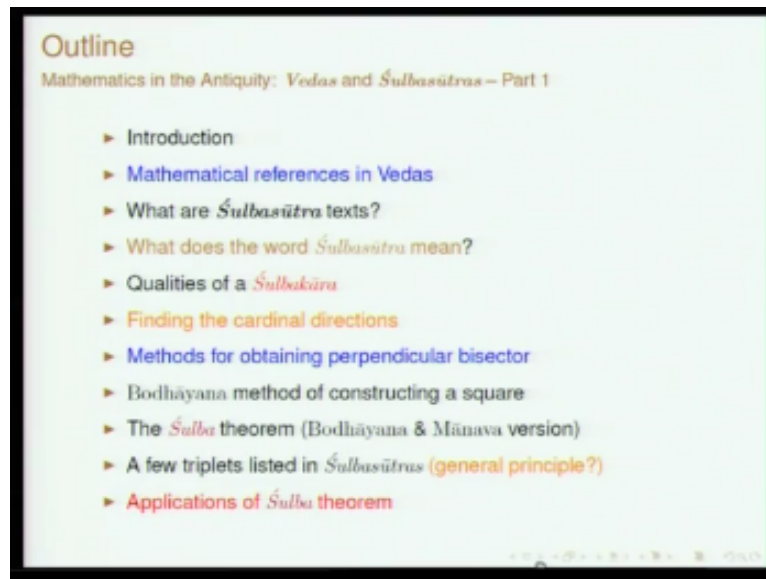 Outline
Mathematics in the Antiquity: Vedas and Śulbasūtras – Part 1
► Introduction
► Mathematical references in Vedas
► What are Śulbasūtra texts?
► What does the word Śulbasūtra mean?
► Qualities of a Śulbakāra
► Finding the cardinal directions
► Methods for obtaining perpendicular bisector
► Bodhāyana method of constructing a square
► The Śulba theorem (Bodhāyana & Mānava version)
► A few triplets listed in Śulbasūtras (general principle?)
► Applications of Śulba theorem